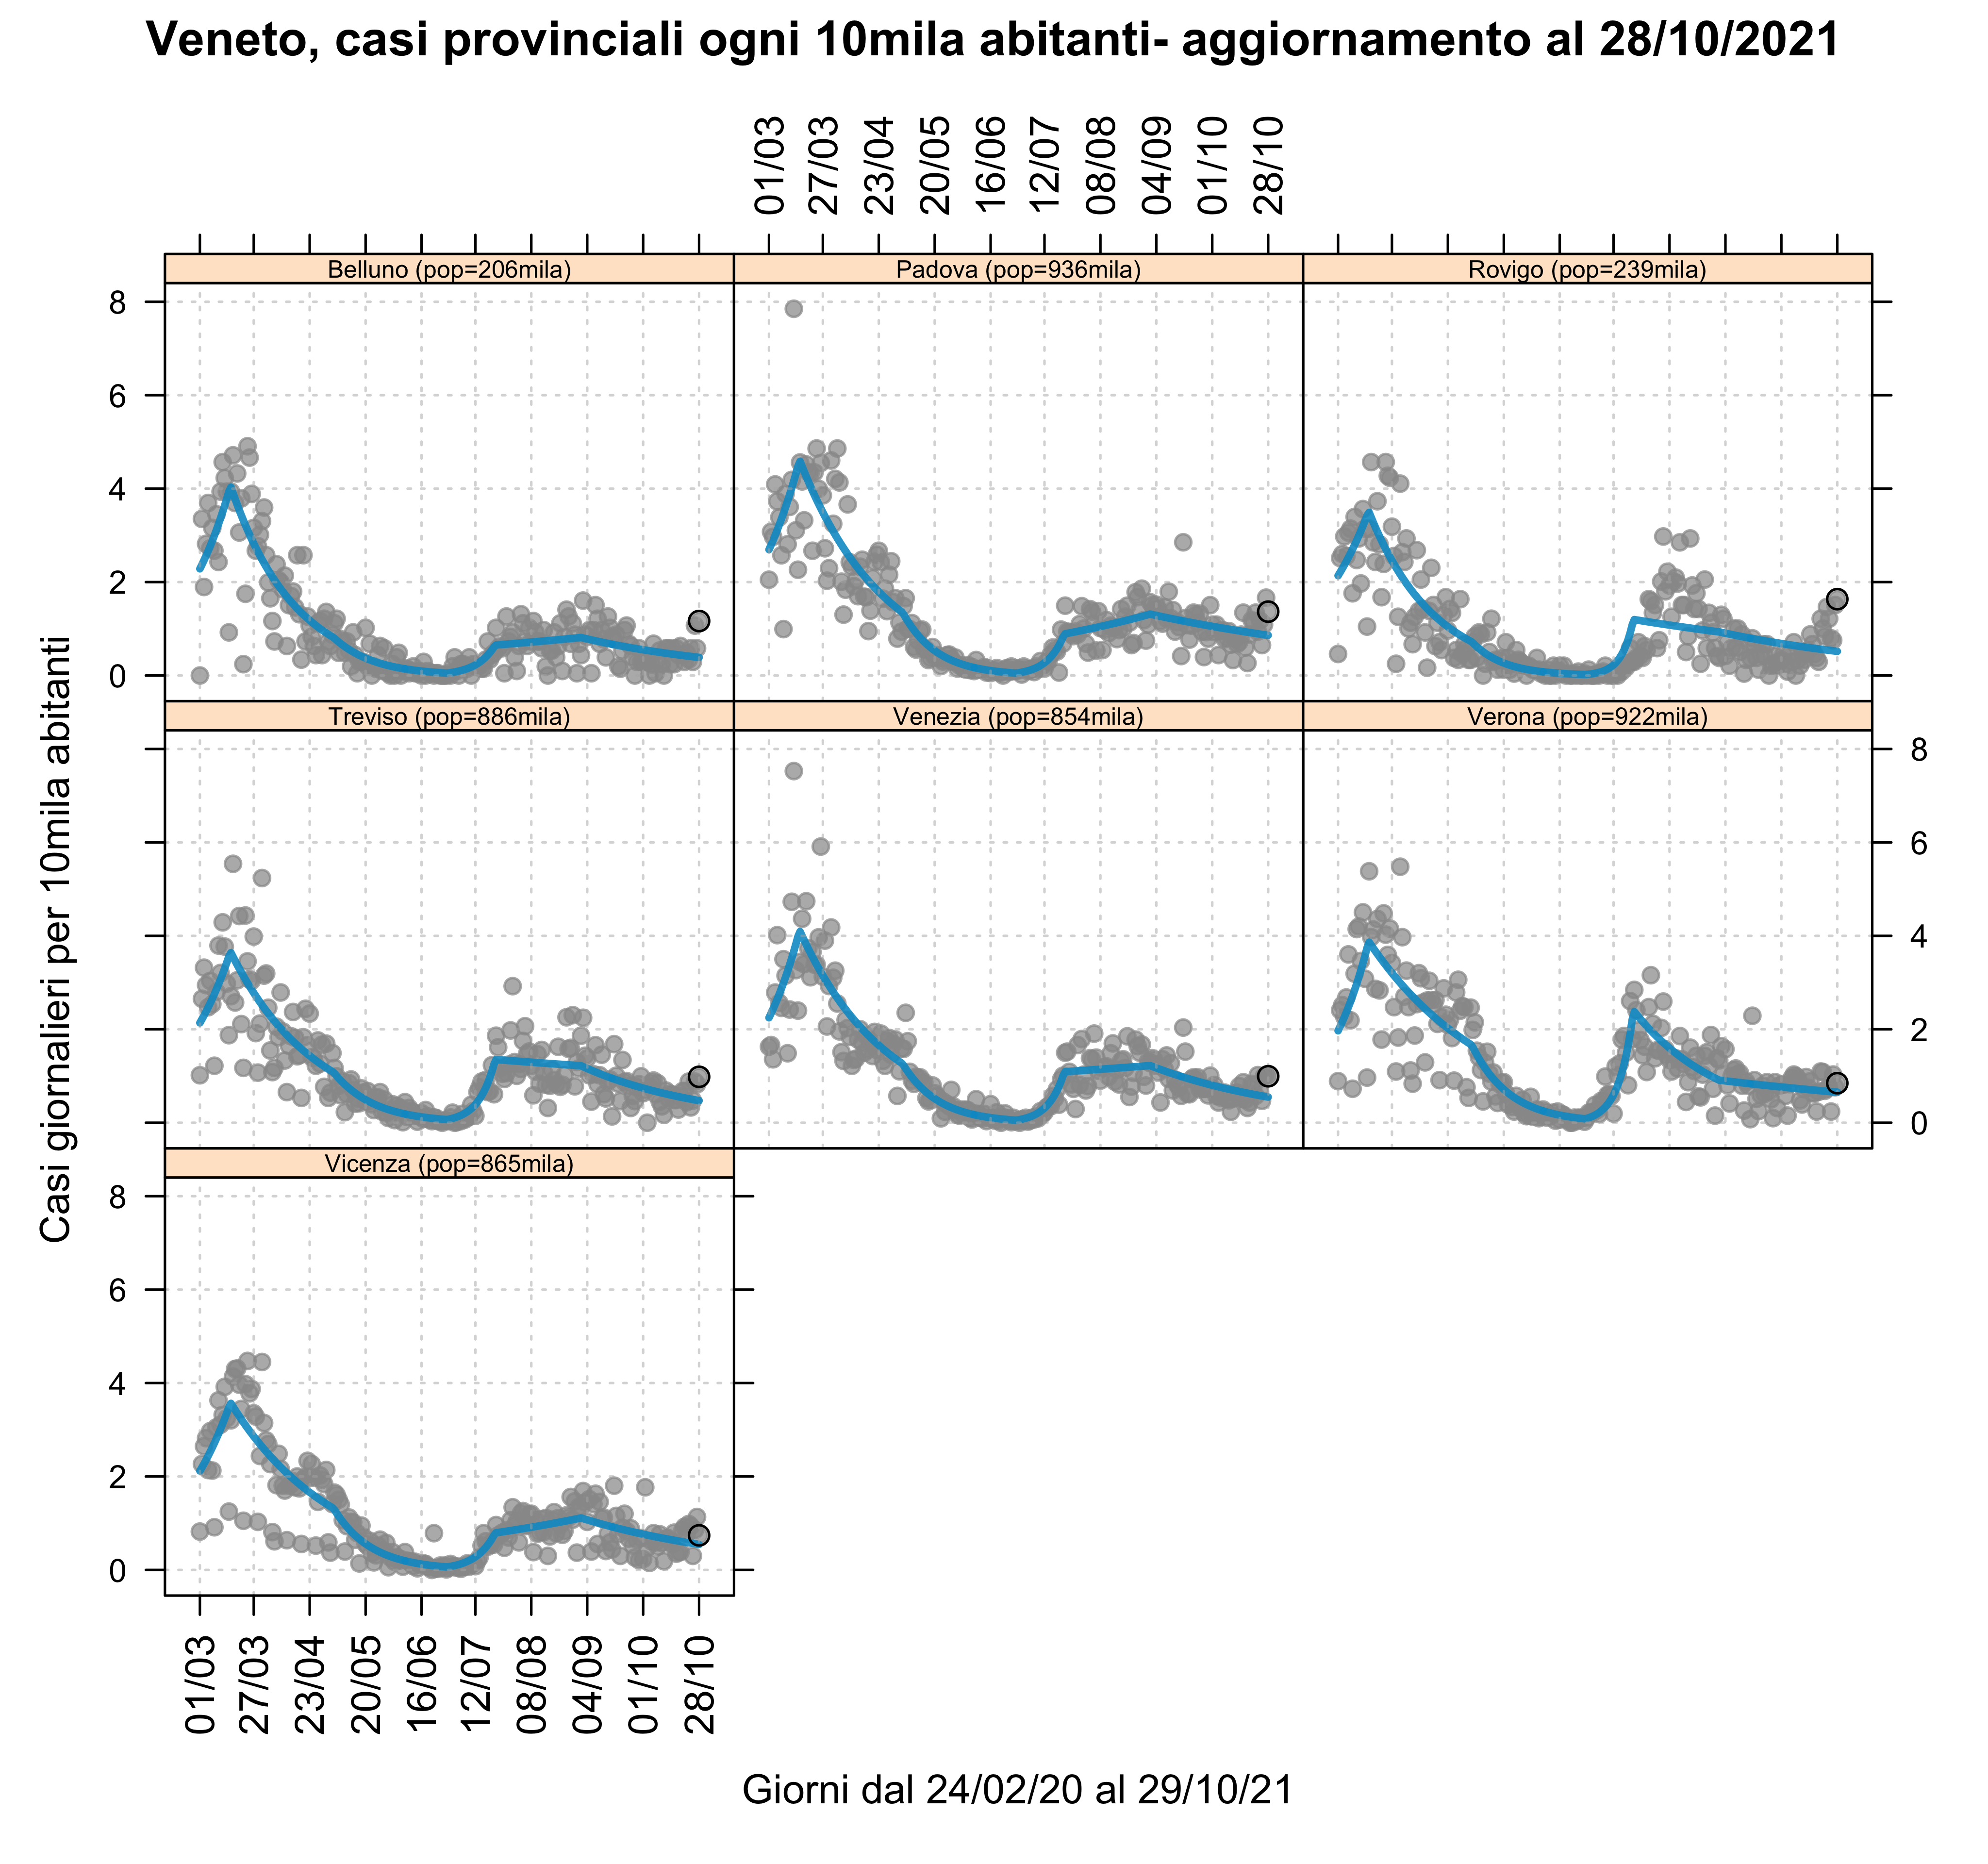 Veneto, casi provinciali ogni 10mila abitanti- aggiornamento al 28/10/2021
01/03 27/03 23/04 20/05 16/06 12/07 08/08 04/09 01/10 28/10
Belluno (pop=206mila) Padova (pop=936mila) Rovigo (pop=239mila)
8
6
4
2
0
Treviso (pop=886mila) Venezia (pop=854mila) Verona (pop=922mila)
8
6
4
2
0
Vicenza (pop=865mila)
8
6
4
2
0
Casi giornalieri per 10mila abitanti
01/03 27/03 23/04 20/05 16/06 12/07 08/08 04/09 01/10 28/10
Giorni dal 24/02/20 al 29/10/21